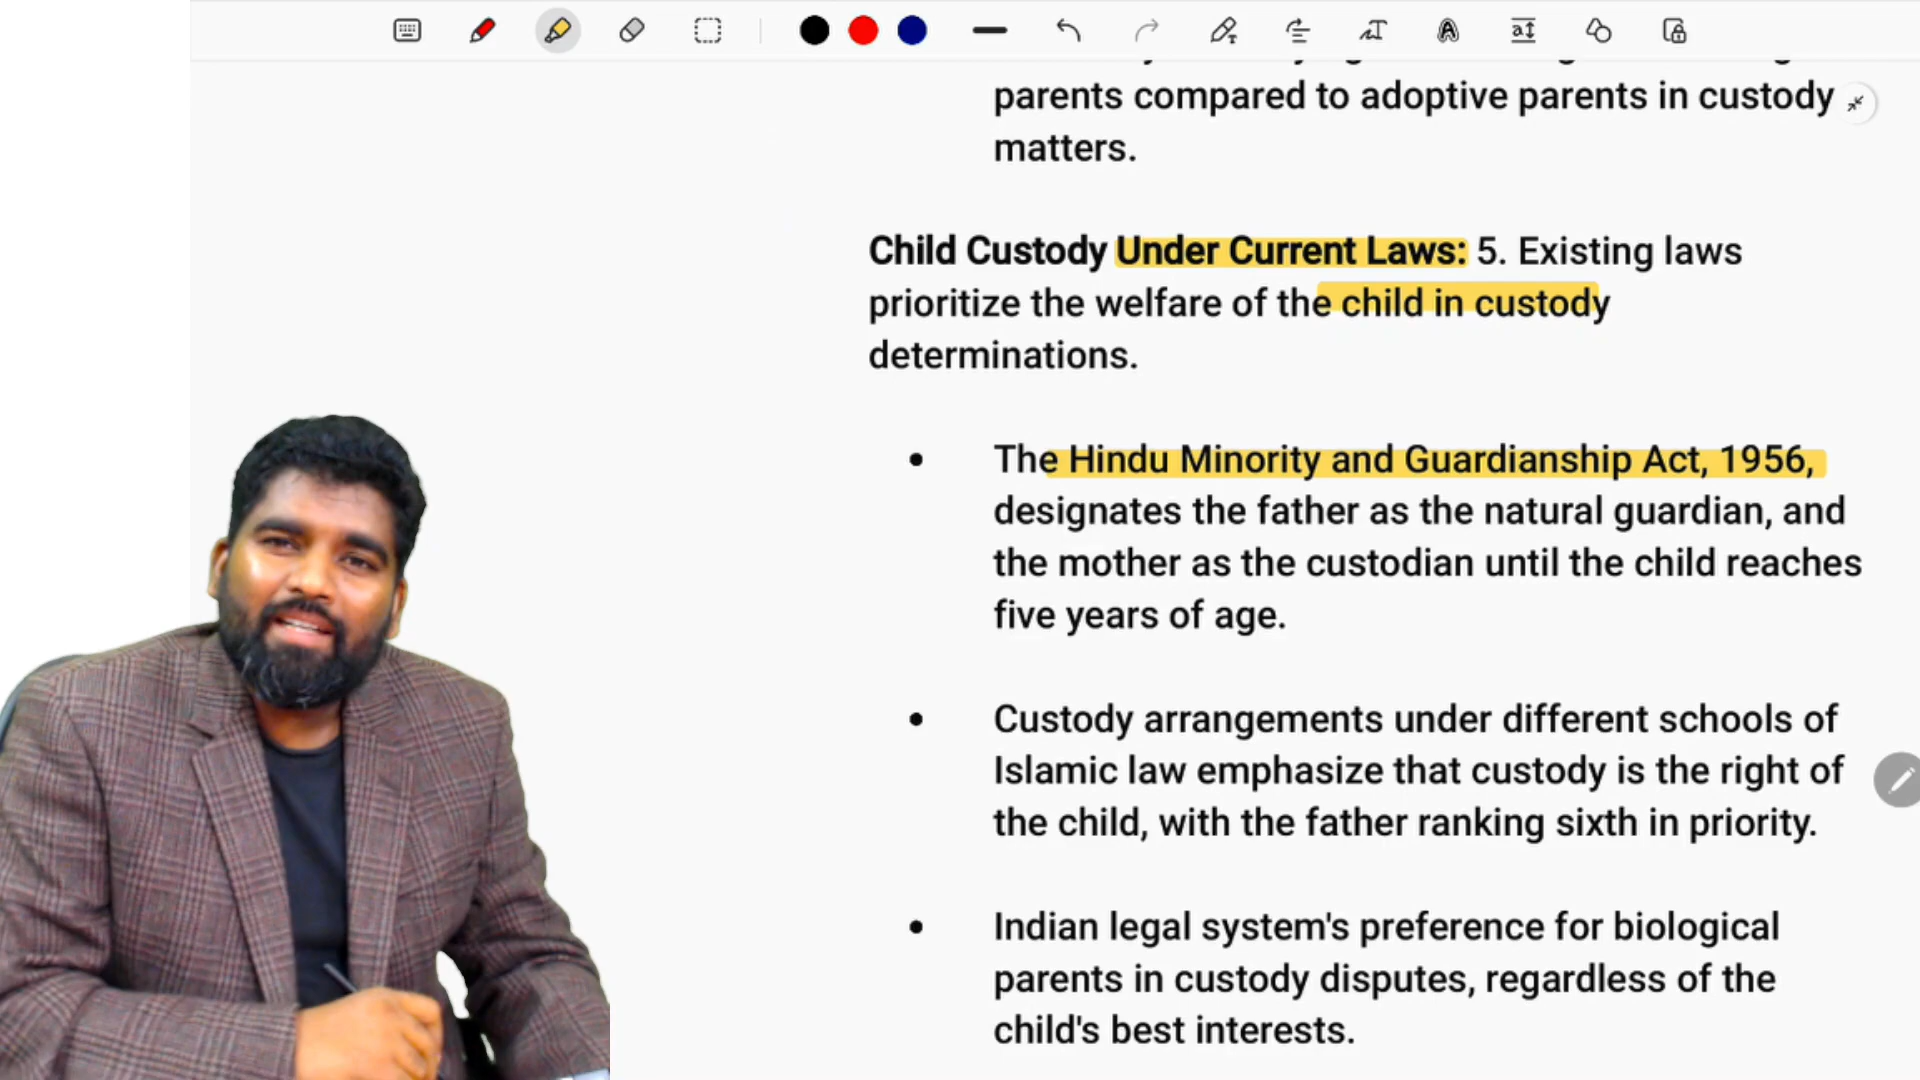 parents compared to adoptive parents in custody
matters.
Child Custody Under Current Laws: 5. Existing laws
prioritize the welfare of the child in custody
determinations.
• The Hindu Minority and Guardianship Act, 1956,
designates the father as the natural guardian, and
the mother as the custodian until the child reaches
five years of age.
• Custody arrangements under different schools of
Islamic law emphasize that custody is the right of
the child, with the father ranking sixth in priority.
• Indian legal system's preference for biological
parents in custody disputes, regardless of the
child's best interests.